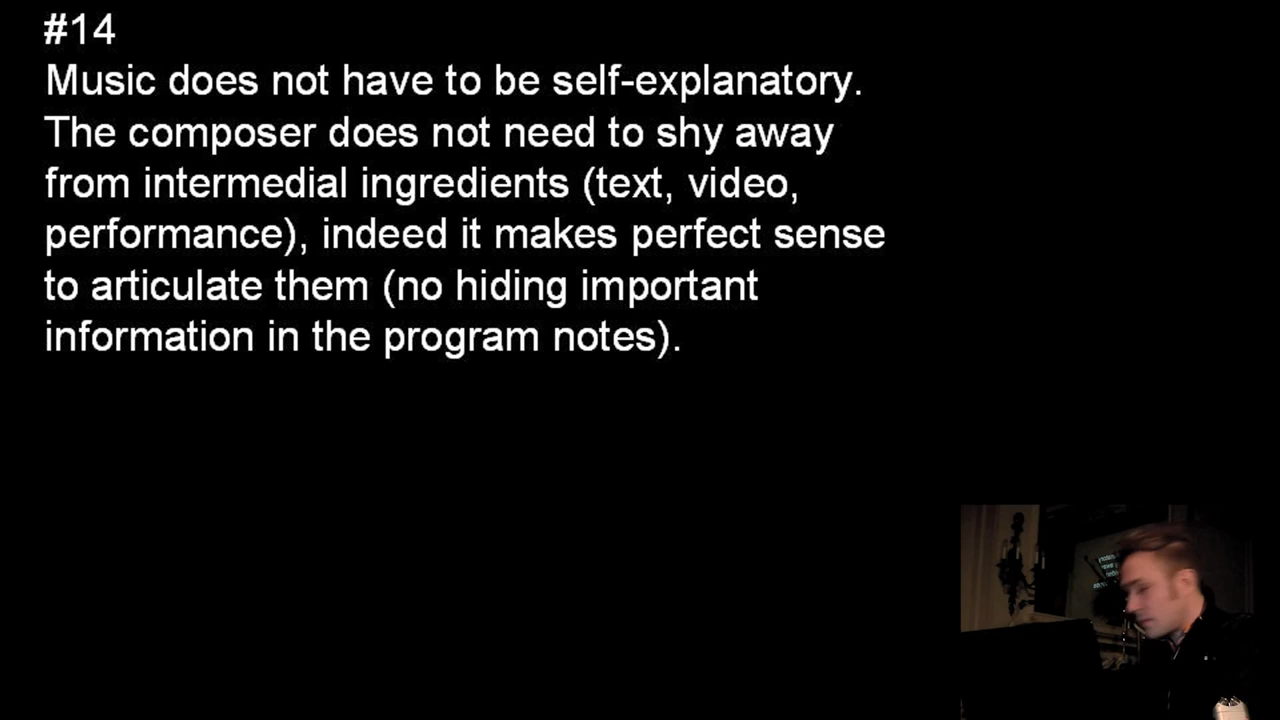 #14
Music does not have to be self-explanatory.
The composer does not need to shy away
from intermedial ingredients (text, video,
performance), indeed it makes perfect sense
to articulate them (no hiding important
information in the program notes).